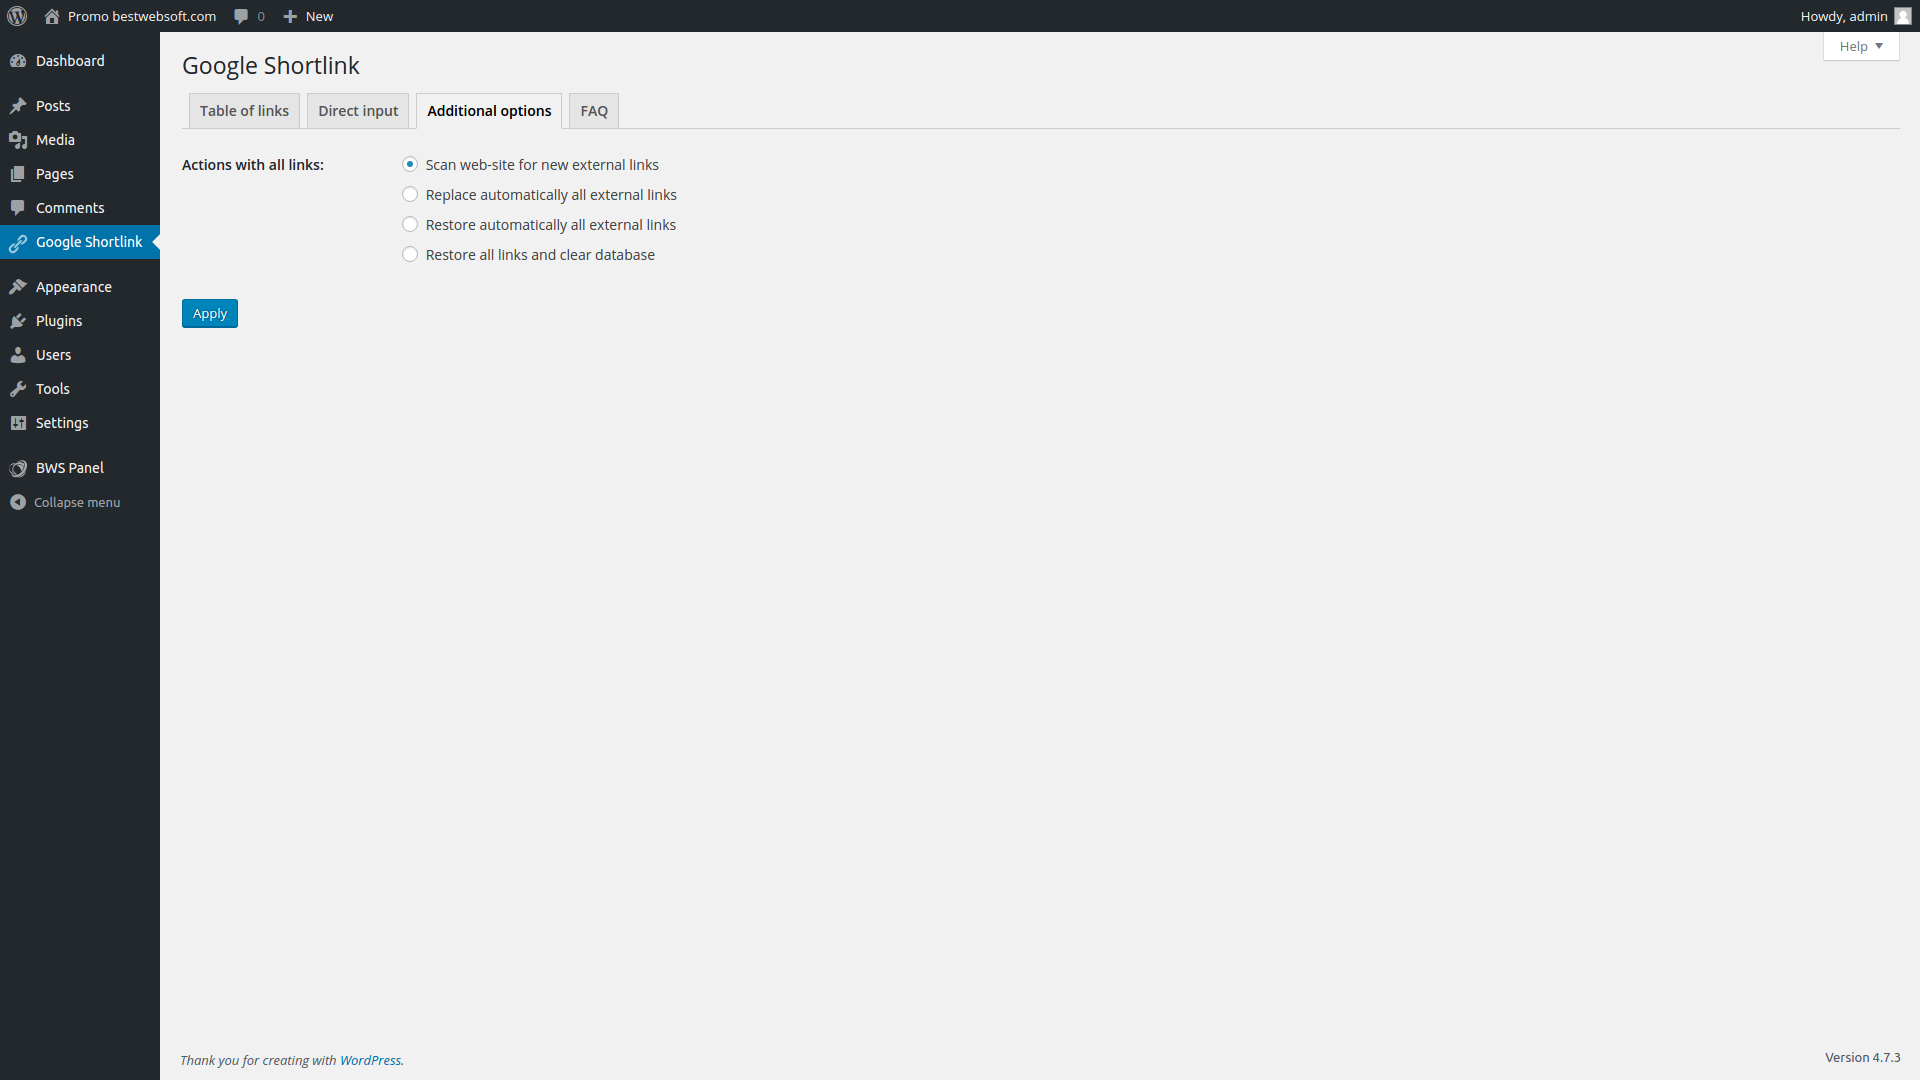 Promo bestwebsoft.com 0 New Howdy, admin
Help
Dashboard
Posts
Media
Pages
Comments
Google Shortlink
Appearance
Plugins
Users
Tools
Settings
BWS Panel
Collapse menu
Google Shortlink
Table of links Direct input Additional options FAQ
Actions with all links:
Scan web-site for new external links
Replace automatically all external links
Restore automatically all external links
Restore all links and clear database
Apply
Thank you for creating with WordPress.
Version 4.7.3